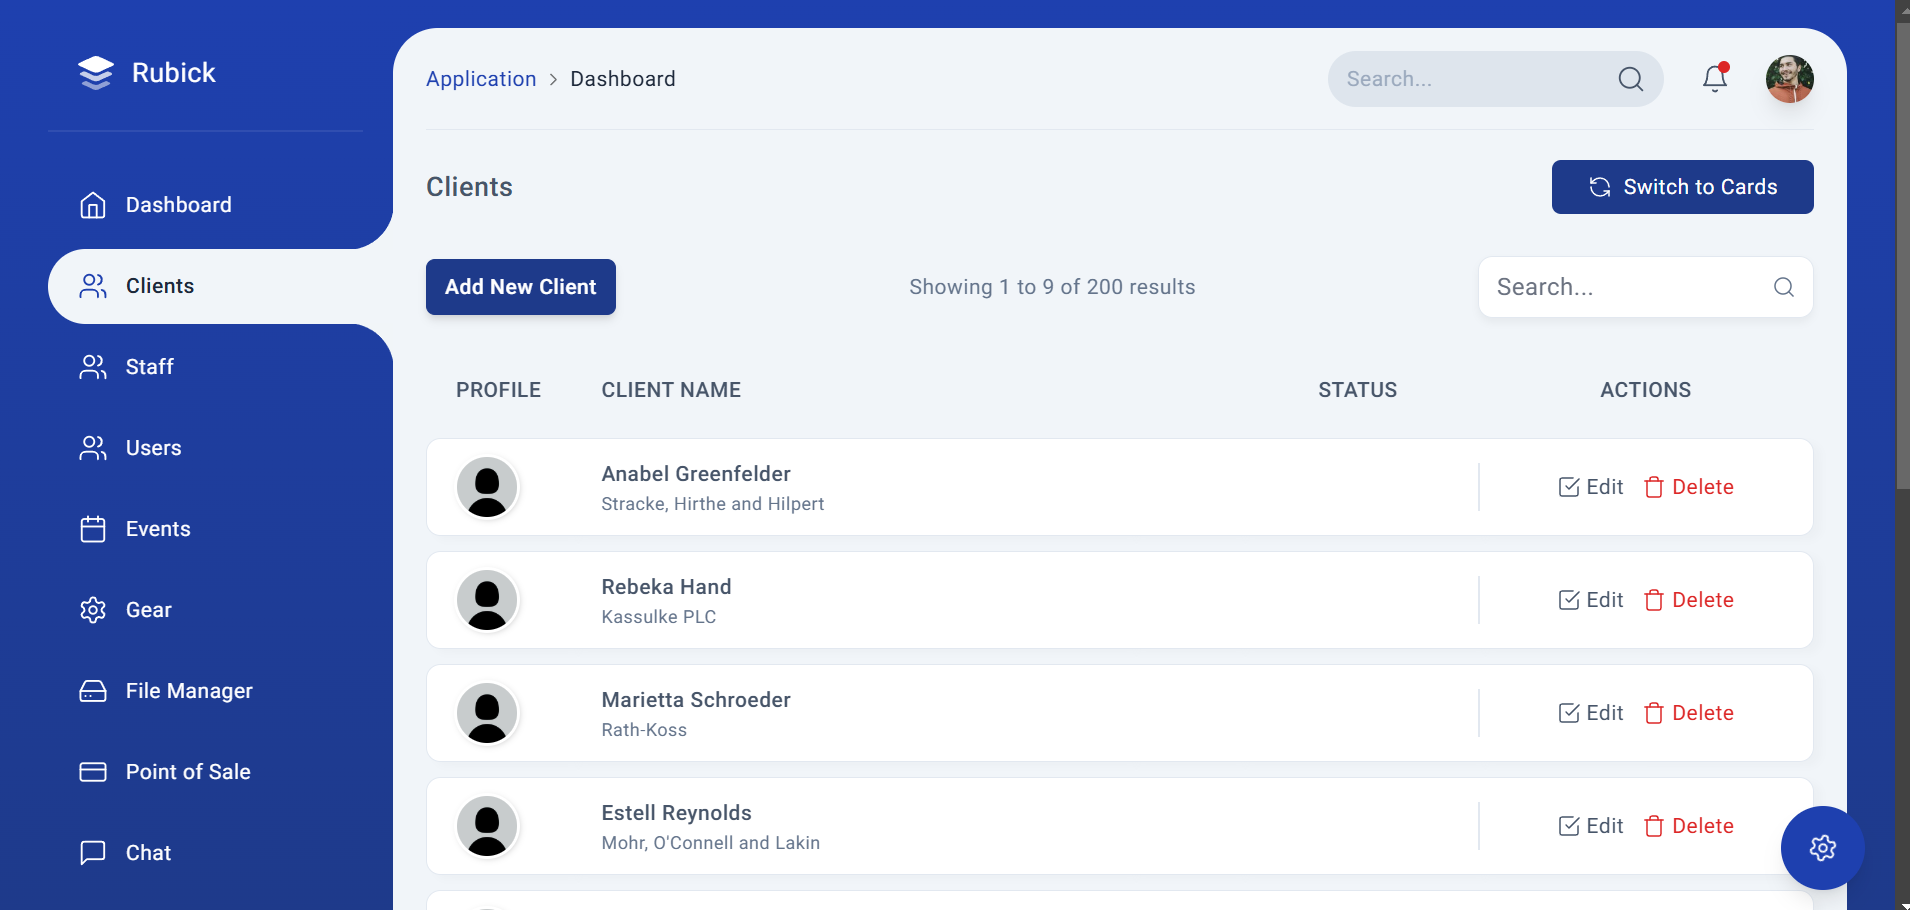 Rubick
Dashboard
Clients
Staff
Users
Events
Gear
File Manager
Point of Sale
Chat
Application > Dashboard
Search...
Clients
Switch to Cards
Add New Client
Showing 1 to 9 of 200 results
Search...
PROFILE CLIENT NAME STATUS ACTIONS
Anabel Greenfelder
Stracke, Hirthe and Hilpert
Edit Delete
Rebeka Hand
Kassulke PLC
Edit Delete
Marietta Schroeder
Rath-Koss
Edit Delete
Estell Reynolds
Mohr, O'Connell and Lakin
Edit Delete